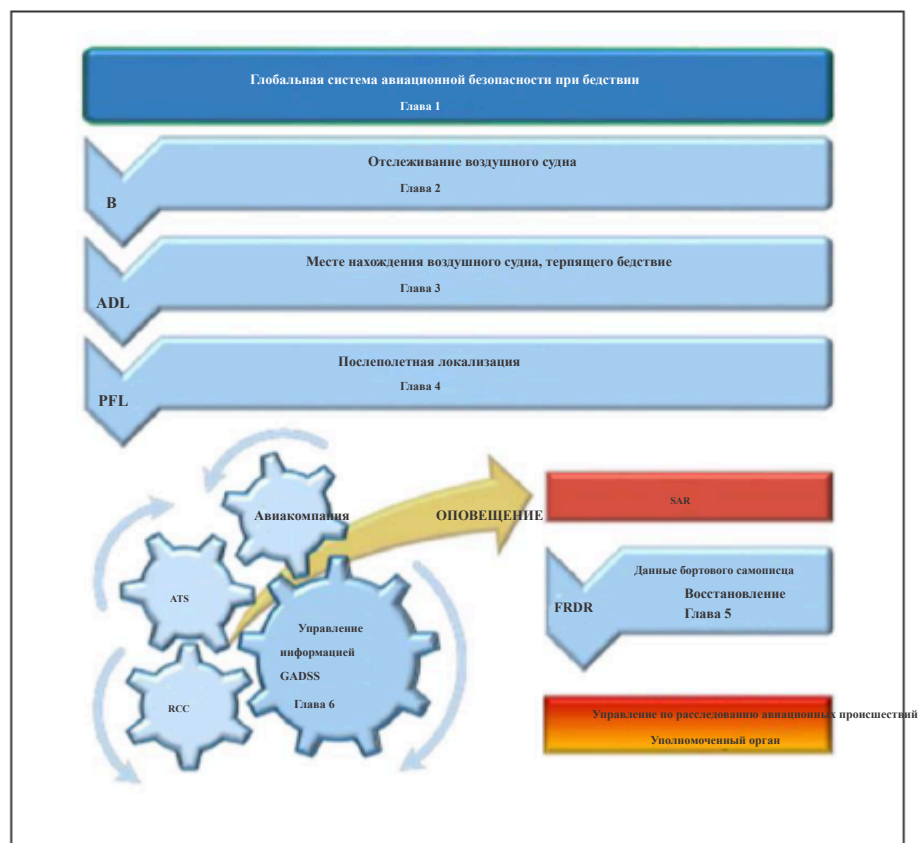 Глобальная система авиационной безопасности при бедствии
Глава 1
Отслеживание воздушного судна
Глава 2
В
Месте нахождения воздушного судна, терпящего бедствие
Глава 3
ADL
Послеполетная локализация
Глава 4
PFL
Авиакомпания
ОПОВЕЩЕНИЕ
SAR
ATS
Данные бортового самописца
Восстановление
Глава 5
FRDR
Управление
информацией
GADSS
Глава 6
RCC
Управление по расследованию авиационных происшествий
Уполномоченный орган